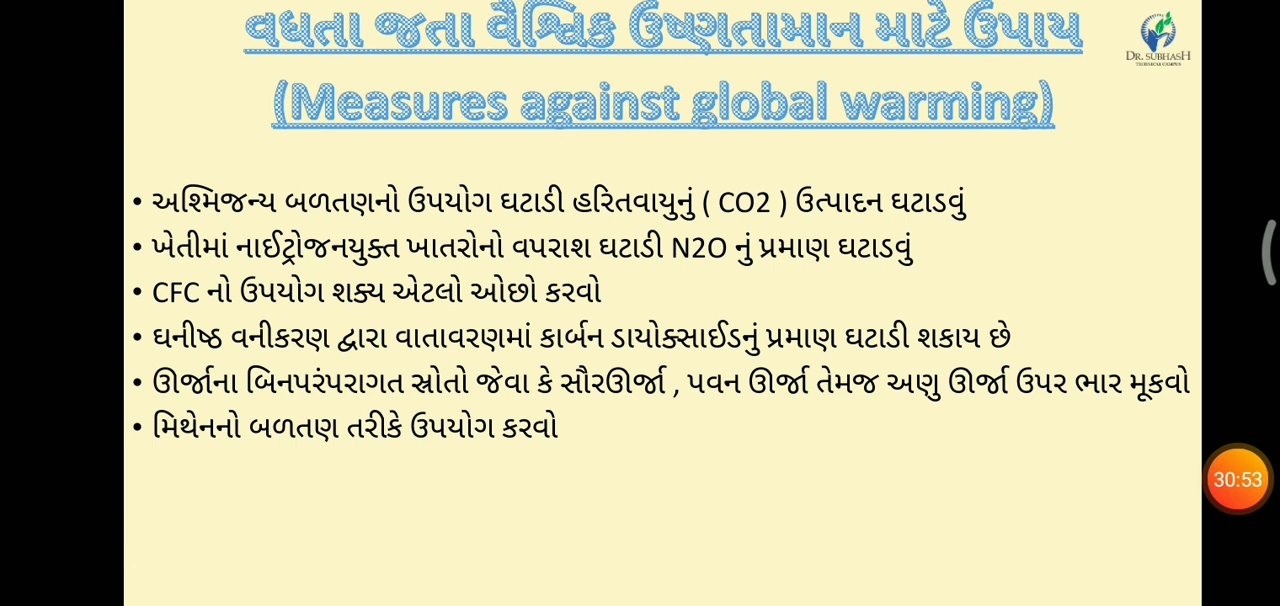 વધતા જતા વૈશ્વિક ઉષ્ણતામાન માટે ઉપાય
(Measures against global warming)
DR. SUBHASH
TECHNICAL CAMPUS
• અશ્મિજન્ય બળતણનો ઉપયોગ ઘટાડી હરિતવાયુનું ( CO2 ) ઉત્પાદન ઘટાડવું
• ખેતીમાં નાઈટ્રોજનયુક્ત ખાતરોનો વપરાશ ઘટાડી N2O નું પ્રમાણ ઘટાડવું
• CFC નો ઉપયોગ શક્ય એટલો ઓછો કરવો
• ઘનીષ્ઠ વનીકરણ દ્વારા વાતાવરણમાં કાર્બન ડાયોક્સાઈડનું પ્રમાણ ઘટાડી શકાય છે
• ઊર્જાના બિનપરંપરાગત સ્રોતો જેવા કે સૌરઊર્જા , પવન ઊર્જા તેમજ અણુ ઊર્જા ઉપર ભાર મૂકવો
• મિથેનનો બળતણ તરીકે ઉપયોગ કરવો
30:53